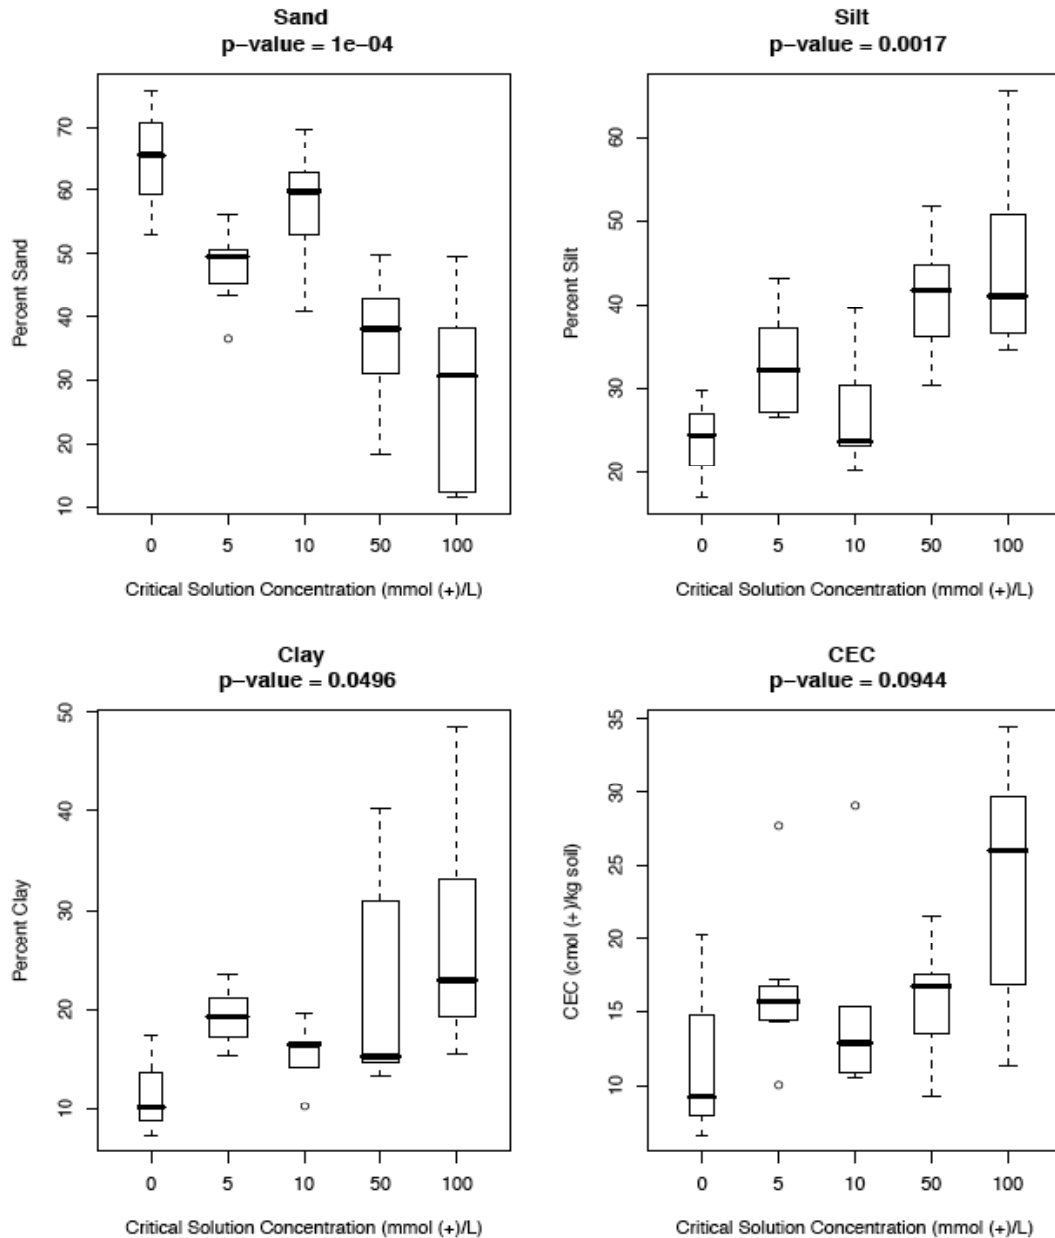 Sand
p-value = 1e-04
Percent Sand
70
60
50
40
30
20
10
0 5 10 50 100
Critical Solution Concentration (mmol (+)/L)
Silt
p-value = 0.0017
Percent Silt
60
50
40
30
20
0 5 10 50 100
Critical Solution Concentration (mmol (+)/L)
Clay
p-value = 0.0496
Percent Clay
50
40
30
20
10
0 5 10 50 100
Critical Solution Concentration (mmol (+)/L)
CEC
p-value = 0.0944
CEC (cmol (+)/kg soil)
35
30
25
20
15
10
0 5 10 50 100
Critical Solution Concentration (mmol (+)/L)